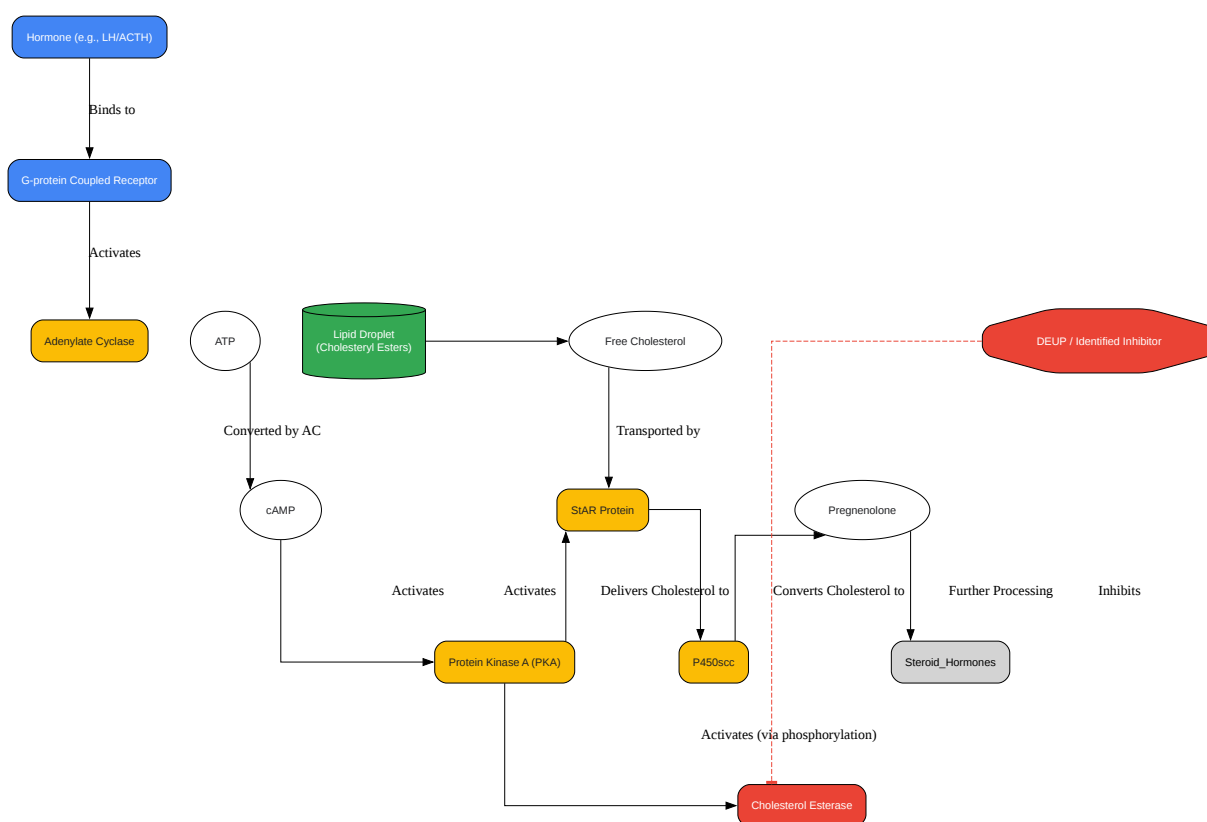 Hormone (e.g., LH/ACTH)
Binds to
G-protein Coupled Receptor
Activates
Adenylate Cyclase
ATP
Lipid Droplet
(Cholesteryl Esters)
Free Cholesterol
DEUP / Identified Inhibitor
Converted by AC
Transported by
cAMP
StAR Protein
Pregnenolone
Activates
Activates
Delivers Cholesterol to
Converts Cholesterol to
Further Processing
Inhibits
Protein Kinase A (PKA)
P450scc
Steroid_Hormones
Activates (via phosphorylation)
Cholesterol Esterase